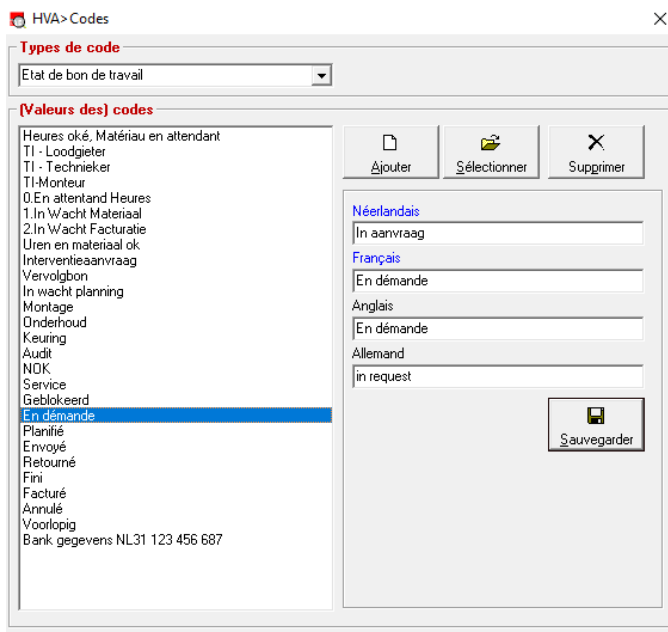 HVA>Codes
Types de code
Etat de bon de travail
(Valeurs des) codes
Heures oké, Matériau en attendant
TI - Loodgieter
TI - Technieker
TI-Monteur
0.En attentand Heures
1.In Wacht Materiaal
2.In Wacht Facturatie
Uren en materiaal ok
Interventieaanvraag
Vervolgbon
In wacht planning
Montage
Onderhoud
Keuring
Audit
NOK
Service
Geblokeerd
En démande
Planifié
Envoyé
Retourné
Fini
Facturé
Annulé
Voorlopig
Bank gegevens NL31 123 456 687
Ajouter
Sélectionner
Supprimer
Néerlandais
In aanvraag
Français
En démande
Anglais
En démande
Allemand
in request
Sauvegarder